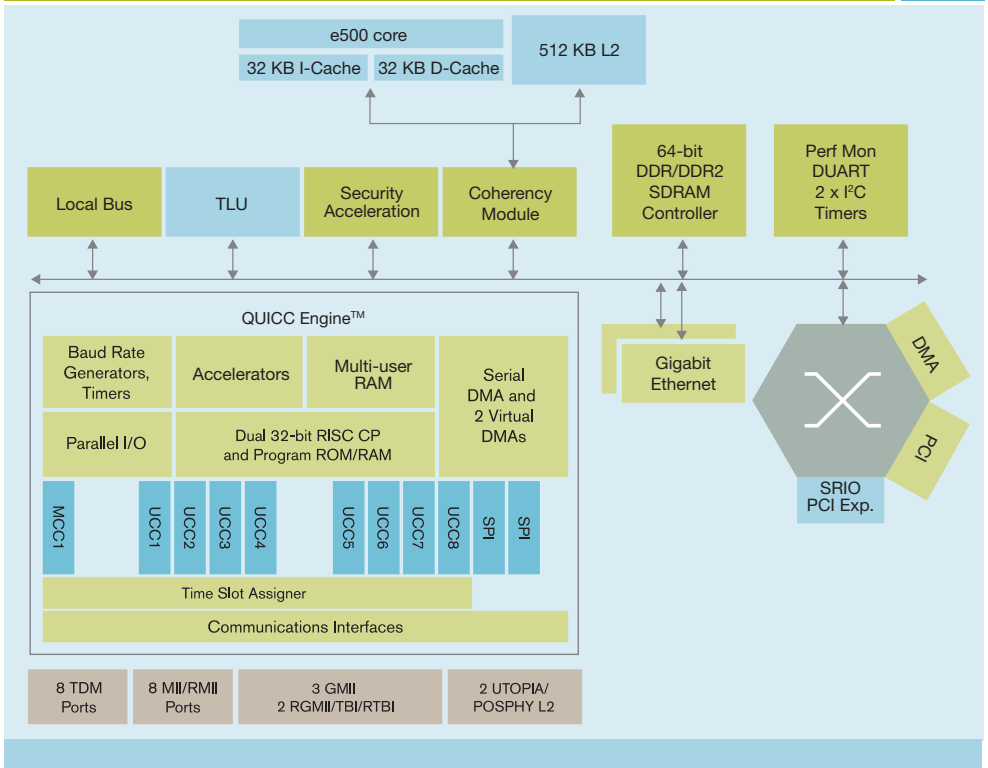 e500 core
32 KB I-Cache
32 KB D-Cache
512 KB L2
Local Bus
TLU
Security
Acceleration
Coherency
Module
64-bit
DDR/DDR2
SDRAM
Controller
Perf Mon
DUART
2 x I²C
Timers
QUICC Engine™
Baud Rate
Generators,
Timers
Accelerators
Multi-user
RAM
Serial
DMA and
2 Virtual
DMAs
Parallel I/O
Dual 32-bit RISC CP
and Program ROM/RAM
Gigabit
Ethernet
DMA
PCI
SRIO
PCI Exp.
MCC1
UCC1
UCC2
UCC3
UCC4
UCC5
UCC6
UCC7
UCC8
SPI
SPI
Time Slot Assigner
Communications Interfaces
8 TDM
Ports
8 MII/RMII
Ports
3 GMII
2 RGMII/TBI/RTBI
2 UTOPIA/
POSPHY L2